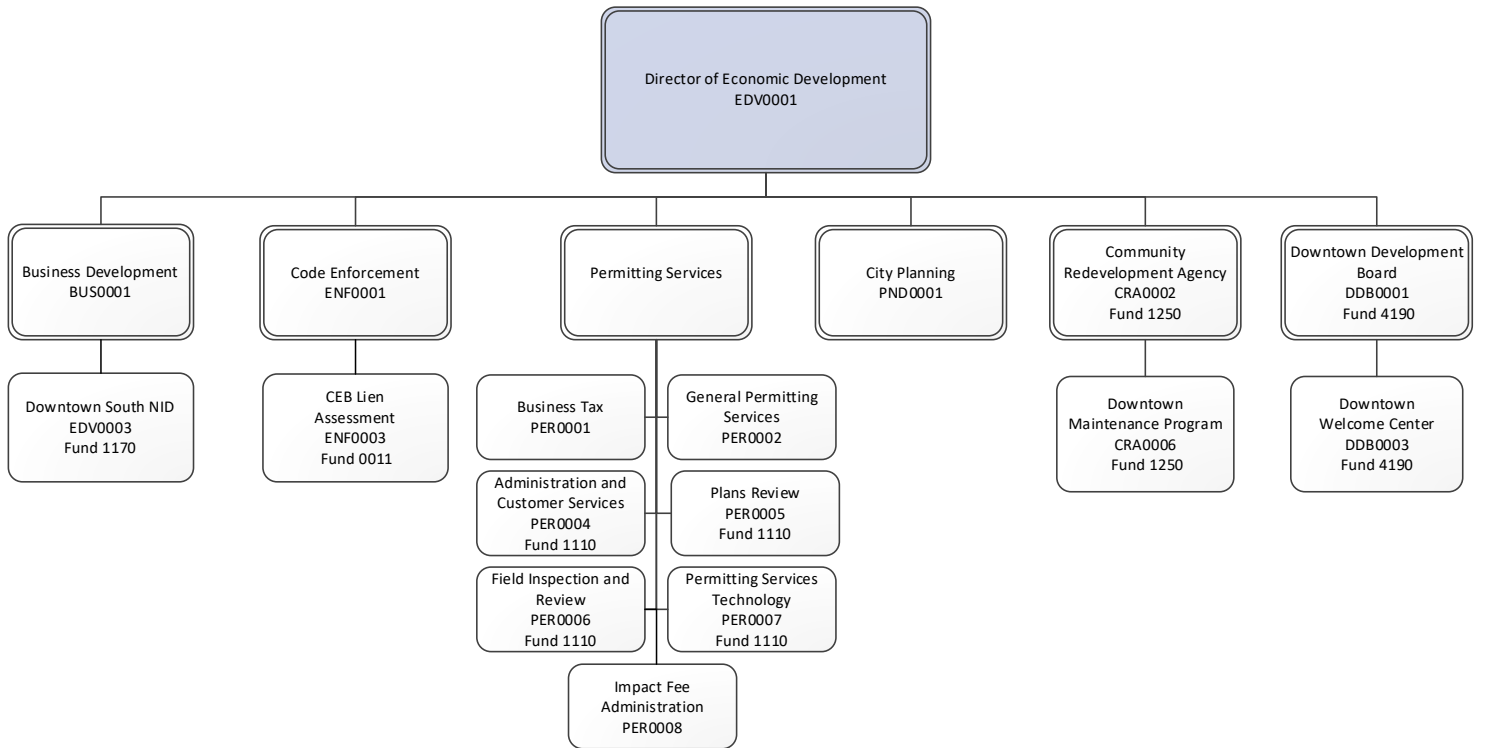 Director of Economic Development
EDV0001
Business Development
BUS0001
Code Enforcement
ENF0001
Permitting Services
City Planning
PND0001
Community
Redevelopment Agency
CRA0002
Fund 1250
Downtown Development
Board
DDB0001
Fund 4190
Downtown South NID
EDV0003
Fund 1170
CEB Lien
Assessment
ENF0003
Fund 0011
Business Tax
PER0001
General Permitting
Services
PER0002
Downtown
Maintenance Program
CRA0006
Fund 1250
Downtown
Welcome Center
DDB0003
Fund 4190
Administration and
Customer Services
PER0004
Fund 1110
Plans Review
PER0005
Fund 1110
Field Inspection and
Review
PER0006
Fund 1110
Permitting Services
Technology
PER0007
Fund 1110
Impact Fee
Administration
PER0008